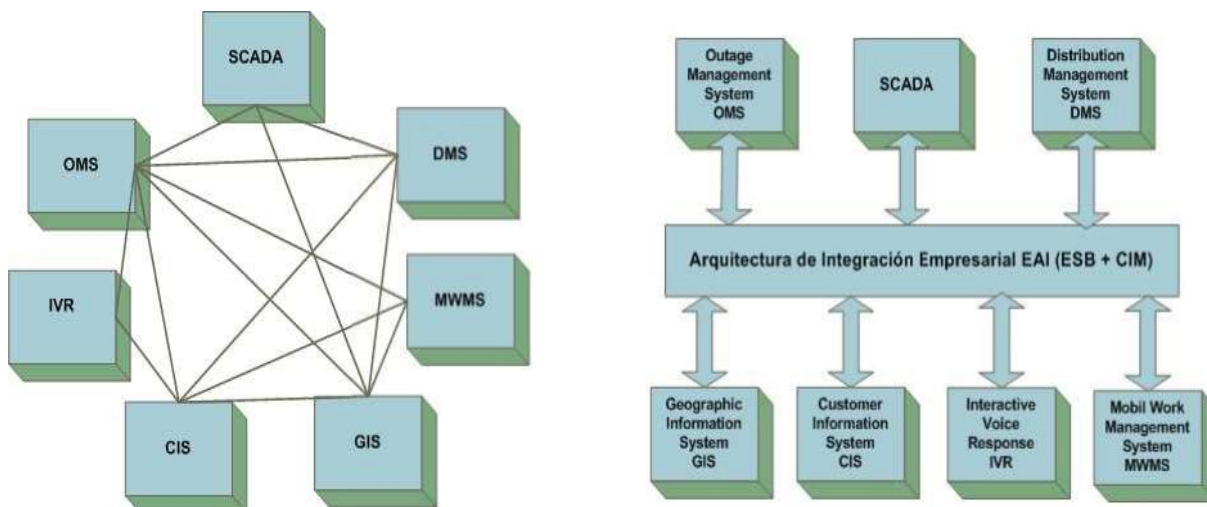 SCADA
OMS
DMS
IVR
MWMS
CIS
GIS
Outage
Management
System
OMS
SCADA
Distribution
Management
System
DMS
Arquitectura de Integración Empresarial EAI (ESB + CIM)
Geographic
Information
System
GIS
Customer
Information
System
CIS
Interactive
Voice
Response
IVR
Mobil Work
Management
System
MWMS